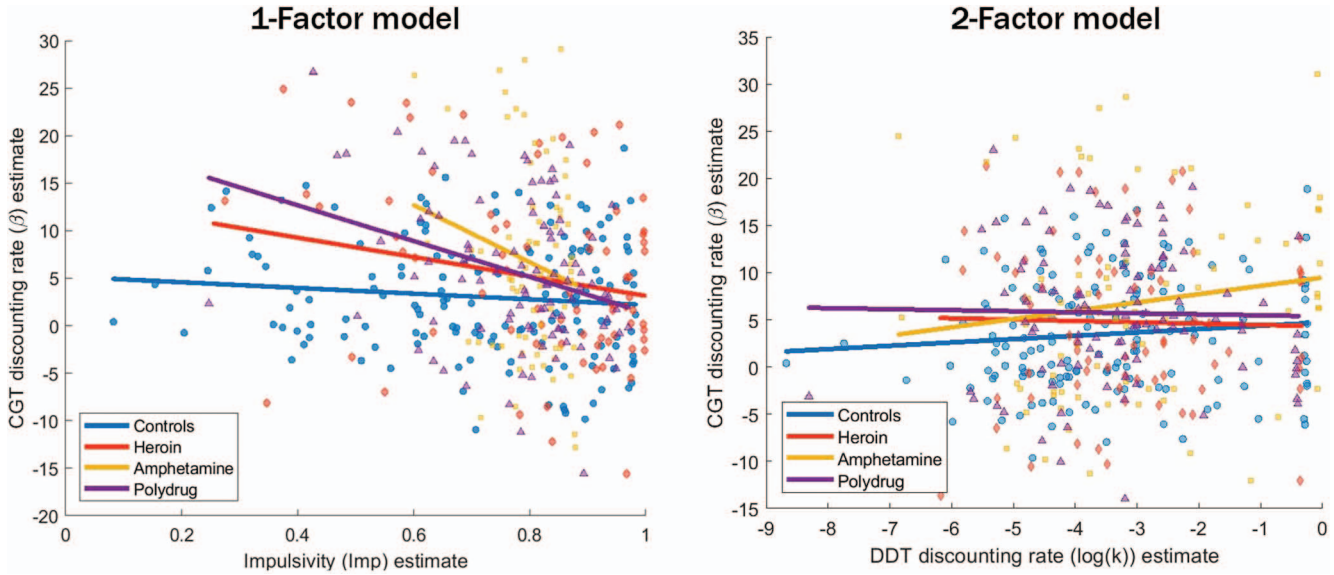 1-Factor model
CGT discounting rate (β) estimate
30
25
20
15
10
5
0
-5
-10
-15
-20
Controls
Heroin
Amphetamine
Polydrug
0
0.2
0.4
0.6
0.8
1
Impulsivity (Imp) estimate
2-Factor model
CGT discounting rate (β) estimate
35
30
25
20
15
10
5
0
-5
-10
-15
Controls
Heroin
Amphetamine
Polydrug
-9
-8
-7
-6
-5
-4
-3
-2
-1
0
DDT discounting rate (log(k)) estimate